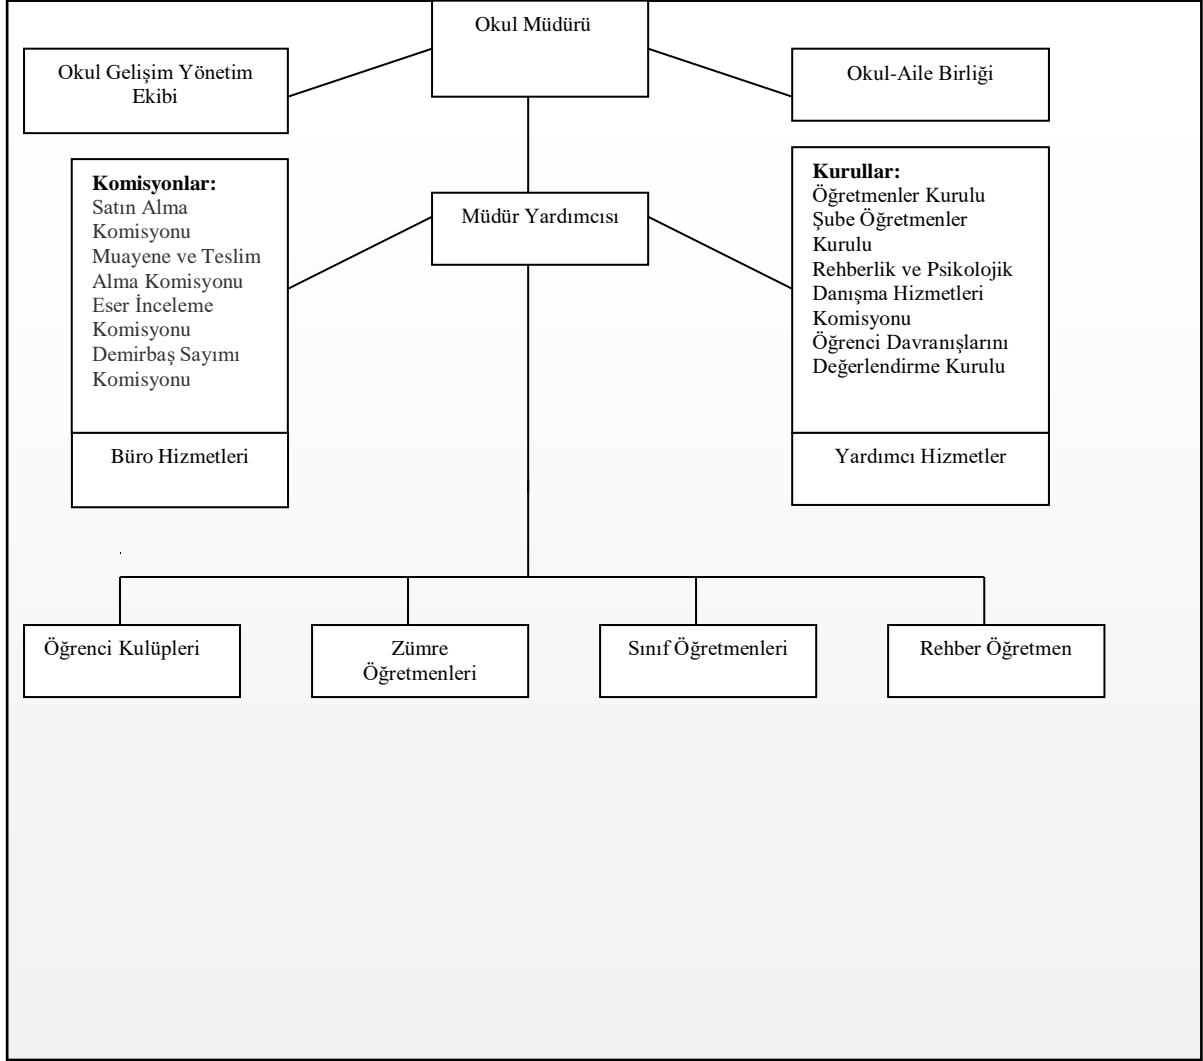 Okul Müdürü
Okul Gelişim Yönetim
Ekibi
Okul-Aile Birliği
Komisyonlar:
Satın Alma
Komisyonu
Muayene ve Teslim
Alma Komisyonu
Eser İnceleme
Komisyonu
Demirbaş Sayımı
Komisyonu
Müdür Yardımcısı
Kurullar:
Öğretmenler Kurulu
Şube Öğretmenler
Kurulu
Rehberlik ve Psikolojik
Danışma Hizmetleri
Komisyonu
Öğrenci Davranışlarını
Değerlendirme Kurulu
Büro Hizmetleri
Yardımcı Hizmetler
Öğrenci Kulüpleri
Zümre
Öğretmenleri
Sınıf Öğretmenleri
Rehber Öğretmen